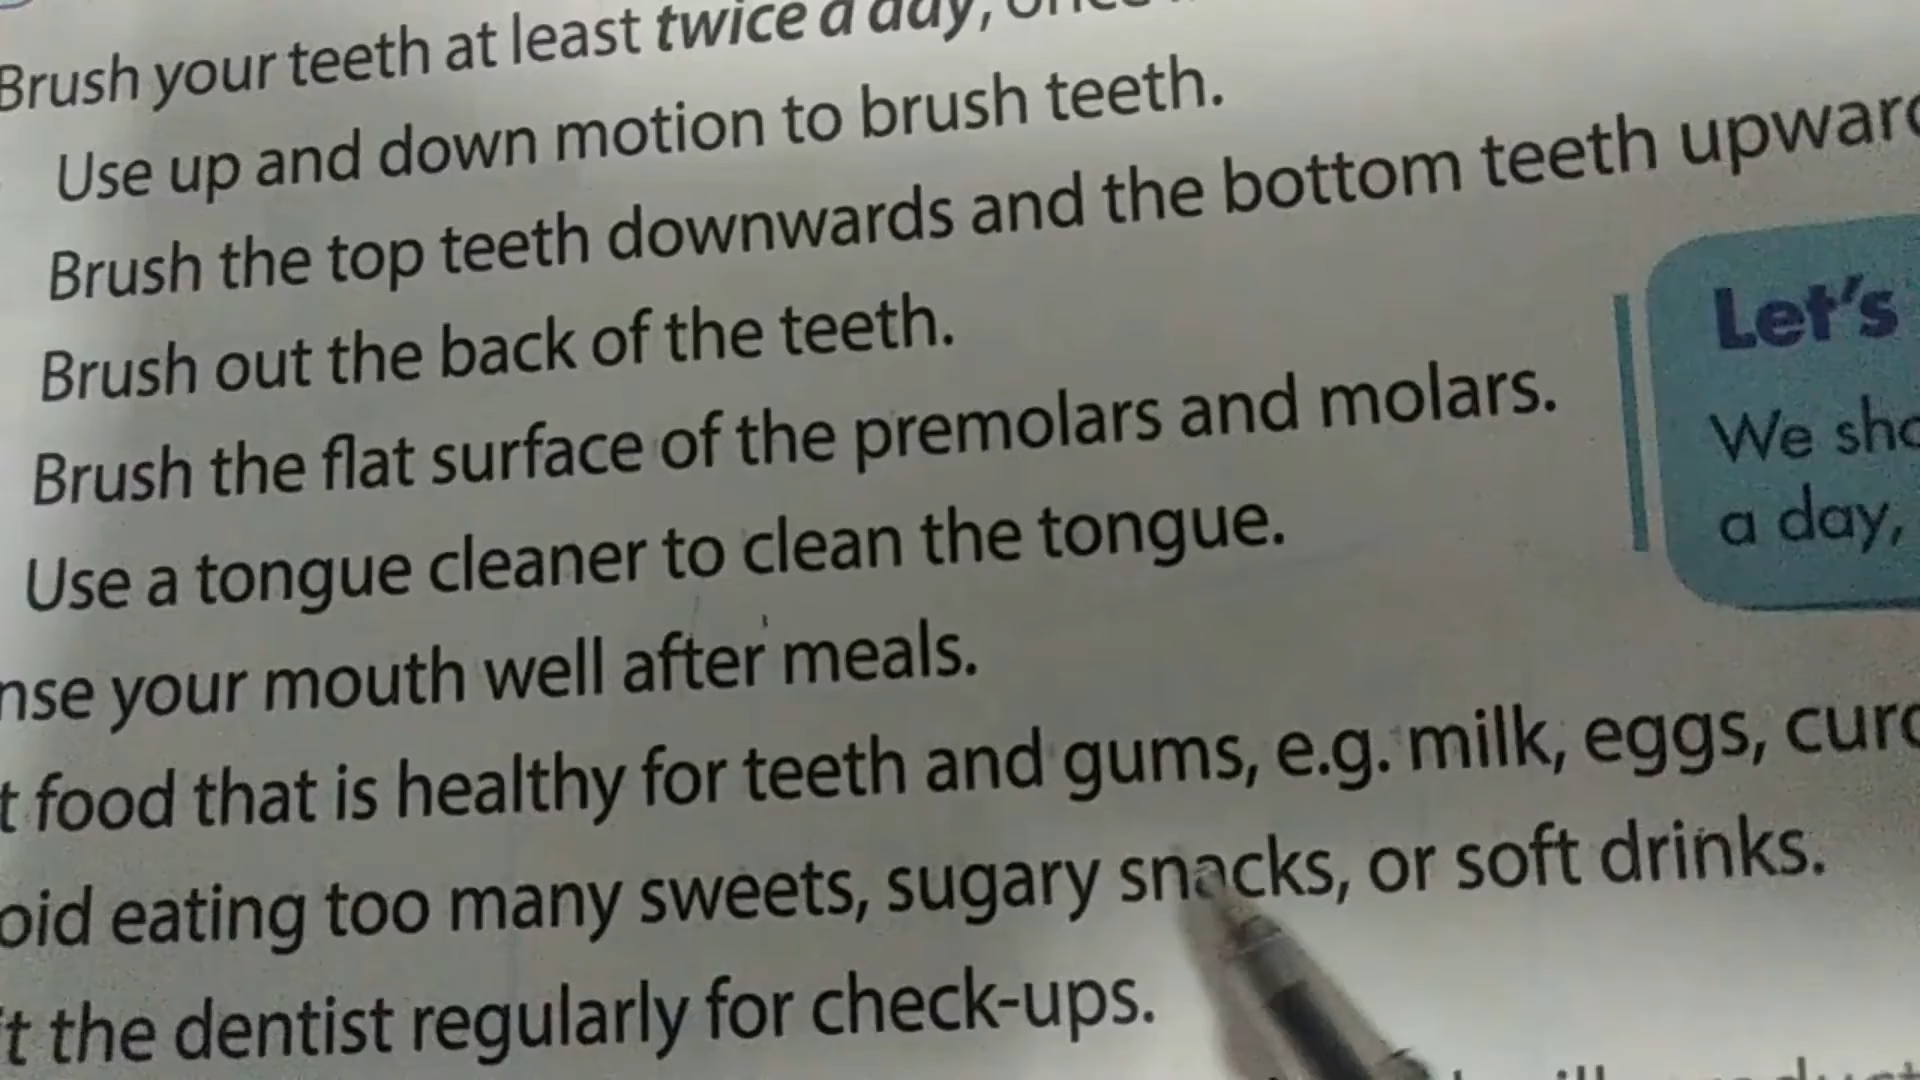 Brush your teeth at least twice a day,
Use up and down motion to brush teeth.
Brush the top teeth downwards and the bottom teeth upward
Brush out the back of the teeth.
Let's
Brush the flat surface of the premolars and molars.
We sho
a day,
Use a tongue cleaner to clean the tongue.
nse your mouth well after meals.
t food that is healthy for teeth and gums, e.g. milk, eggs, curd
oid eating too many sweets, sugary snacks, or soft drinks.
t the dentist regularly for check-ups.